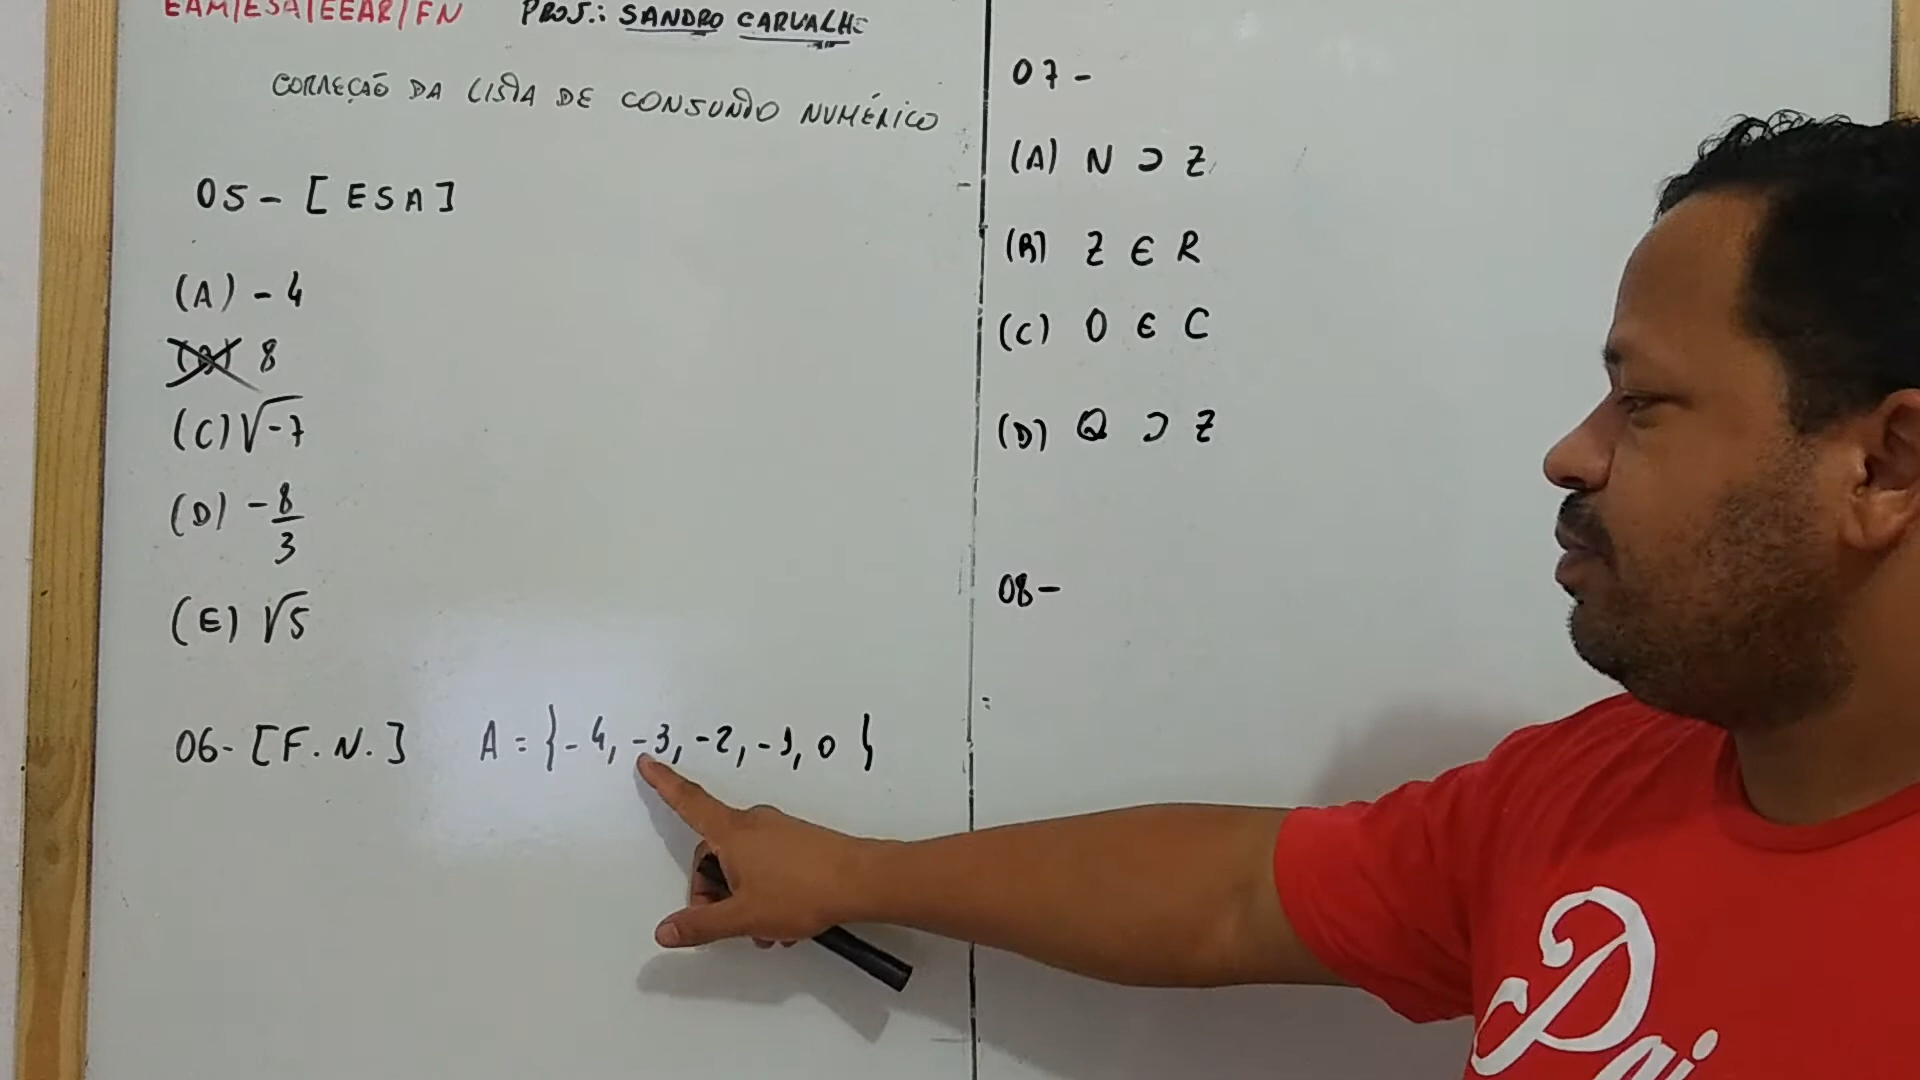 EAM/ESA/EEAR/FN PROF.: SANDRO CARVALHO
CORREÇÃO DA LISTA DE CONJUNTO NUMÉRICO
05 - [ESA]
(A) - 4
(B) 8
(C) √-7
(D) - 8/3
(E) √5
06 - [F.N.] A = {- 4, -3, -2, -1, 0}
07 -
(A) N ⊃ Z
(B) Z ∈ R
(C) 0 ∈ C
(D) Q ⊃ Z
08 -
Pai